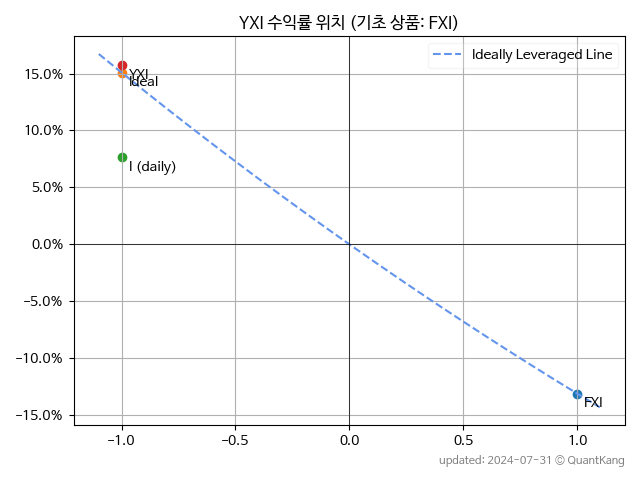 YXI 수익률 위치 (기초 상품: FXI)
Ideally Leveraged Line
15.0%
10.0%
5.0%
0.0%
−5.0%
−10.0%
−15.0%
YXI
Ideal
I (daily)
FXI
−1.0
−0.5
0.0
0.5
1.0
updated: 2024-07-31 © QuantKang